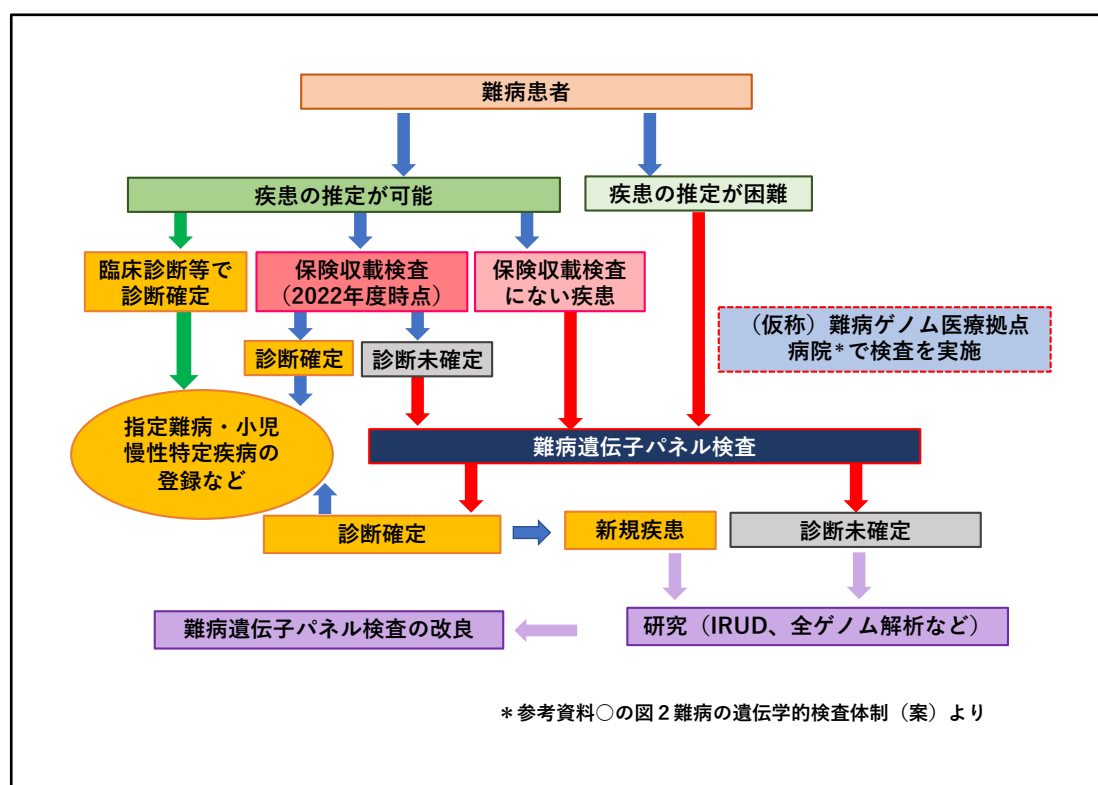 難病患者
疾患の推定が可能
疾患の推定が困難
臨床診断等で
診断確定
保険収載検査
（2022年度時点）
保険収載検査
にない疾患
（仮称）難病ゲノム医療拠点
病院*で検査を実施
診断確定
診断未確定
指定難病・小児
慢性特定疾病の
登録など
難病遺伝子パネル検査
診断確定
新規疾患
診断未確定
難病遺伝子パネル検査の改良
研究（IRUD、全ゲノム解析など）
＊参考資料○の図２難病の遺伝学的検査体制（案）より